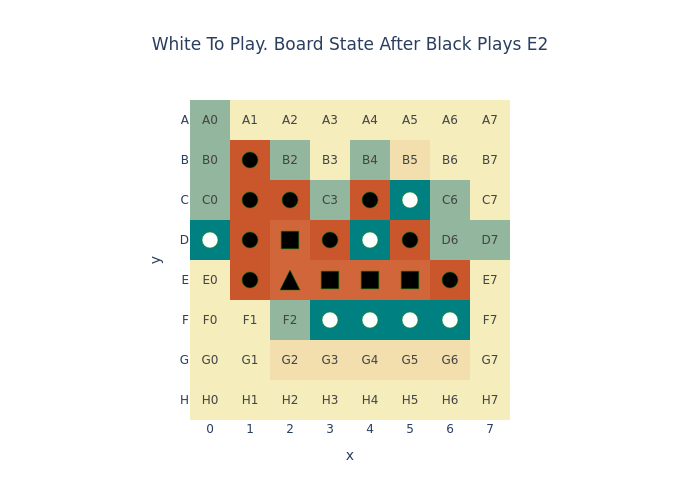 White To Play. Board State After Black Plays E2
A A0 A1 A2 A3 A4 A5 A6 A7
B B0 B2 B3 B4 B5 B6 B7
C C0 C3 C6 C7
D D6 D7
E E0 E7
F F0 F1 F2 F7
G G0 G1 G2 G3 G4 G5 G6 G7
H H0 H1 H2 H3 H4 H5 H6 H7
0 1 2 3 4 5 6 7
x
y